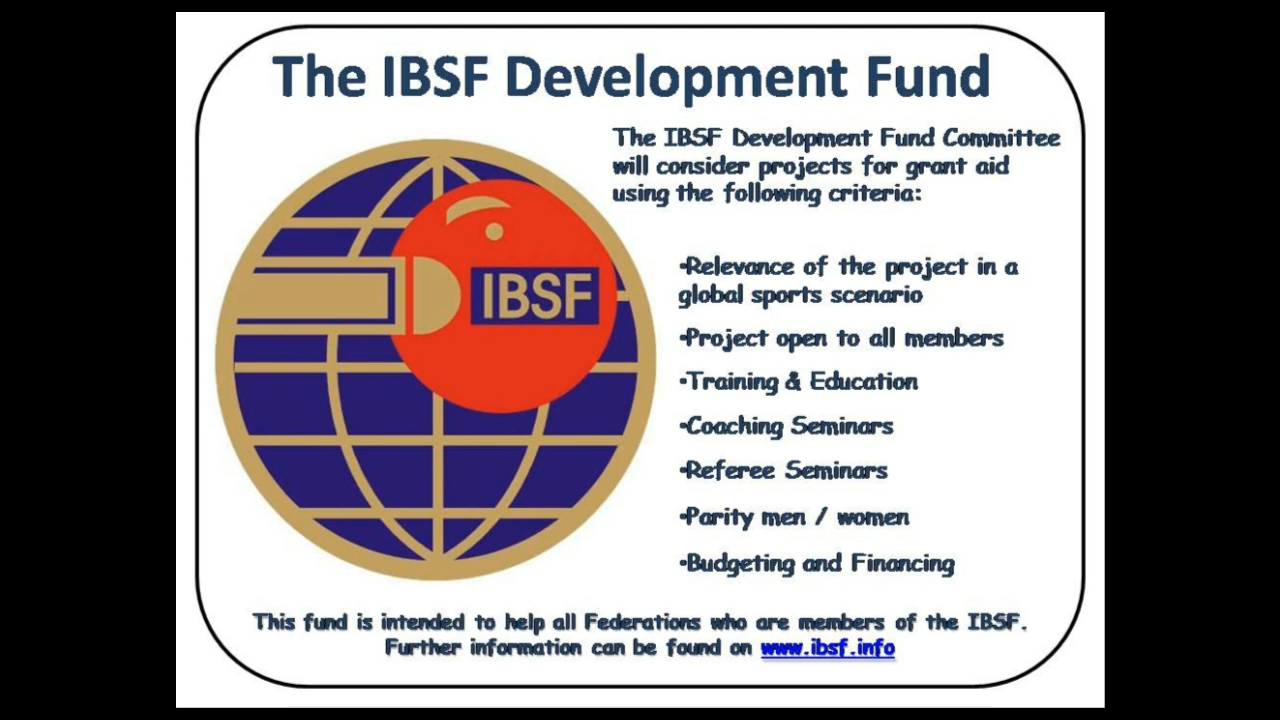 The IBSF Development Fund
The IBSF Development Fund Committee
will consider projects for grant aid
using the following criteria:
IBSF
•Relevance of the project in a
global sports scenario
•Project open to all members
•Training & Education
•Coaching Seminars
•Referee Seminars
•Parity men / women
•Budgeting and Financing
This fund is intended to help all Federations who are members of the IBSF.
Further information can be found on www.ibsf.info